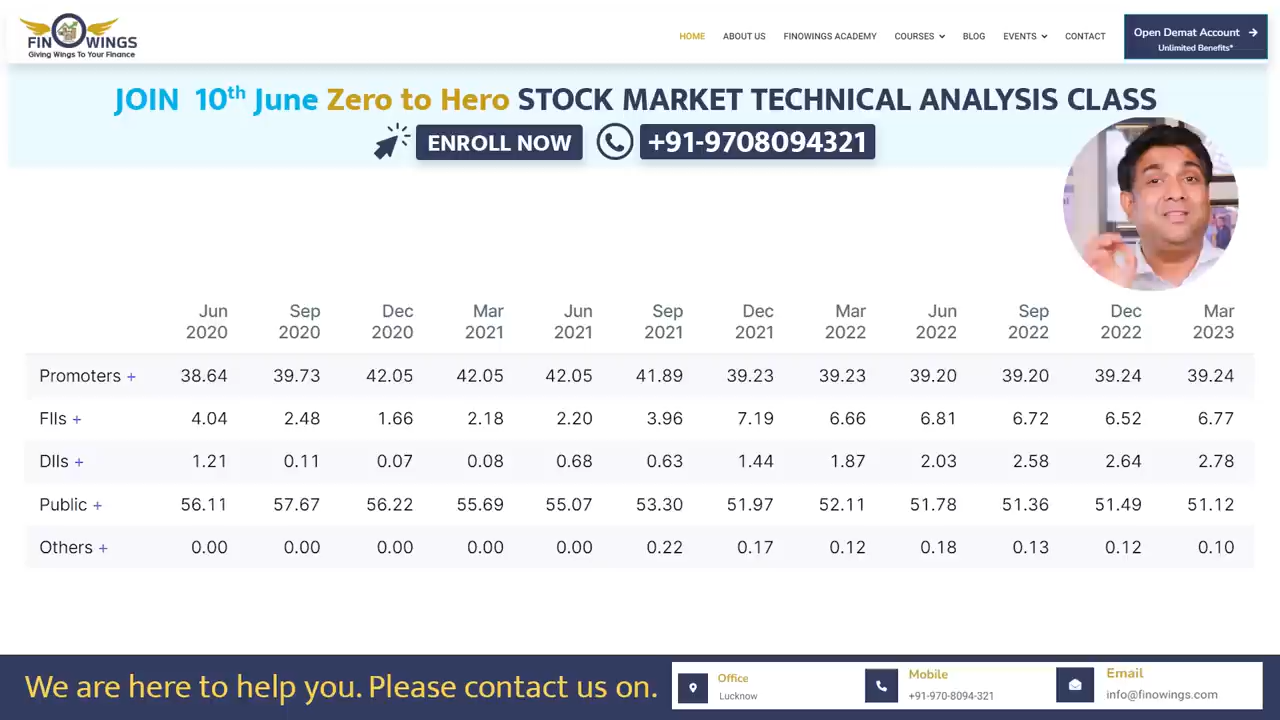 FINOWINGS
Giving Wings To Your Finance
HOME ABOUT US FINOWINGS ACADEMY COURSES BLOG EVENTS CONTACT
Open Demat Account
Unlimited Benefits*
JOIN 10th June Zero to Hero STOCK MARKET TECHNICAL ANALYSIS CLASS
ENROLL NOW +91-9708094321
Jun 2020 Sep 2020 Dec 2020 Mar 2021 Jun 2021 Sep 2021 Dec 2021 Mar 2022 Jun 2022 Sep 2022 Dec 2022 Mar 2023
Promoters + 38.64 39.73 42.05 42.05 42.05 41.89 39.23 39.23 39.20 39.20 39.24 39.24
FIIs + 4.04 2.48 1.66 2.18 2.20 3.96 7.19 6.66 6.81 6.72 6.52 6.77
DIIs + 1.21 0.11 0.07 0.08 0.68 0.63 1.44 1.87 2.03 2.58 2.64 2.78
Public + 56.11 57.67 56.22 55.69 55.07 53.30 51.97 52.11 51.78 51.36 51.49 51.12
Others + 0.00 0.00 0.00 0.00 0.00 0.22 0.17 0.12 0.18 0.13 0.12 0.10
We are here to help you. Please contact us on.
Office
Lucknow
Mobile
+91-970-8094-321
Email
info@finowings.com